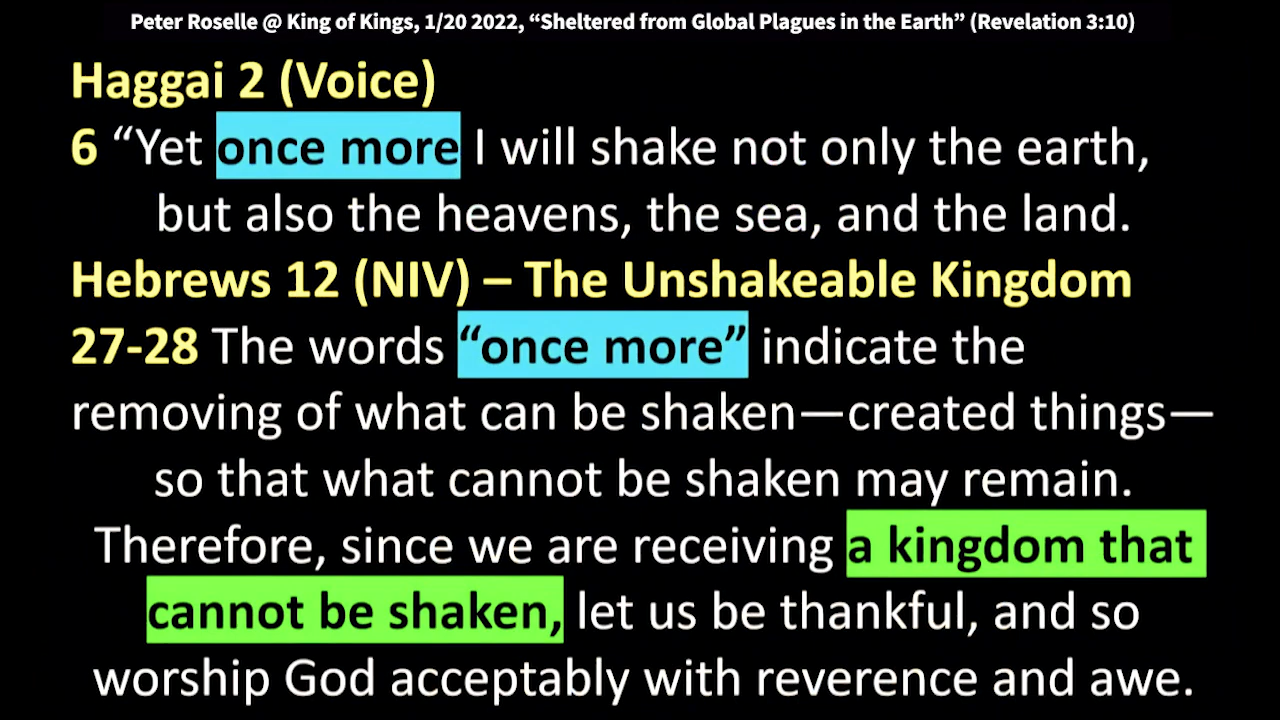 Peter Roselle @ King of Kings, 1/20 2022, “Sheltered from Global Plagues in the Earth” (Revelation 3:10)
Haggai 2 (Voice)
6 “Yet once more I will shake not only the earth,
but also the heavens, the sea, and the land.
Hebrews 12 (NIV) – The Unshakeable Kingdom
27-28 The words “once more” indicate the
removing of what can be shaken—created things—
so that what cannot be shaken may remain.
Therefore, since we are receiving a kingdom that
cannot be shaken, let us be thankful, and so
worship God acceptably with reverence and awe.